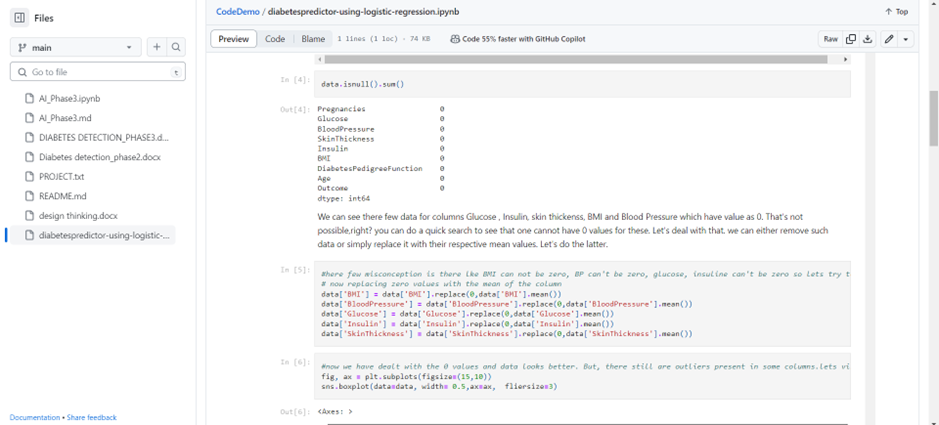 Files
main
Go to file
t
AI_Phase3.ipynb
AI_Phase3.md
DIABETES DETECTION_PHASE3.d...
Diabetes detection_phase2.docx
PROJECT.txt
README.md
design thinking.docx
diabetespredictor-using-logistic-...
Documentation • Share feedback
CodeDemo / diabetespredictor-using-logistic-regression.ipynb
Top
Preview Code Blame 1 lines (1 loc) · 74 KB Code 55% faster with GitHub Copilot Raw
In [4]: data.isnull().sum()
Out[4]: Pregnancies 0
Glucose 0
BloodPressure 0
SkinThickness 0
Insulin 0
BMI 0
DiabetesPedigreeFunction 0
Age 0
Outcome 0
dtype: int64
We can see there few data for columns Glucose , Insulin, skin thickenss, BMI and Blood Pressure which have value as 0. That's not
possible,right? you can do a quick search to see that one cannot have 0 values for these. Let's deal with that. we can either remove such
data or simply replace it with their respective mean values. Let's do the latter.
In [5]: #here few misconception is there lke BMI can not be zero, BP can't be zero, glucose, insuline can't be zero so lets try t
# now replacing zero values with the mean of the column
data['BMI'] = data['BMI'].replace(0,data['BMI'].mean())
data['BloodPressure'] = data['BloodPressure'].replace(0,data['BloodPressure'].mean())
data['Glucose'] = data['Glucose'].replace(0,data['Glucose'].mean())
data['Insulin'] = data['Insulin'].replace(0,data['Insulin'].mean())
data['SkinThickness'] = data['SkinThickness'].replace(0,data['SkinThickness'].mean())
In [6]: #now we have dealt with the 0 values and data looks better. But, there still are outliers present in some columns.lets vi
fig, ax = plt.subplots(figsize=(15,10))
sns.boxplot(data=data, width= 0.5,ax=ax, fliersize=3)
Out[6]: <Axes: >